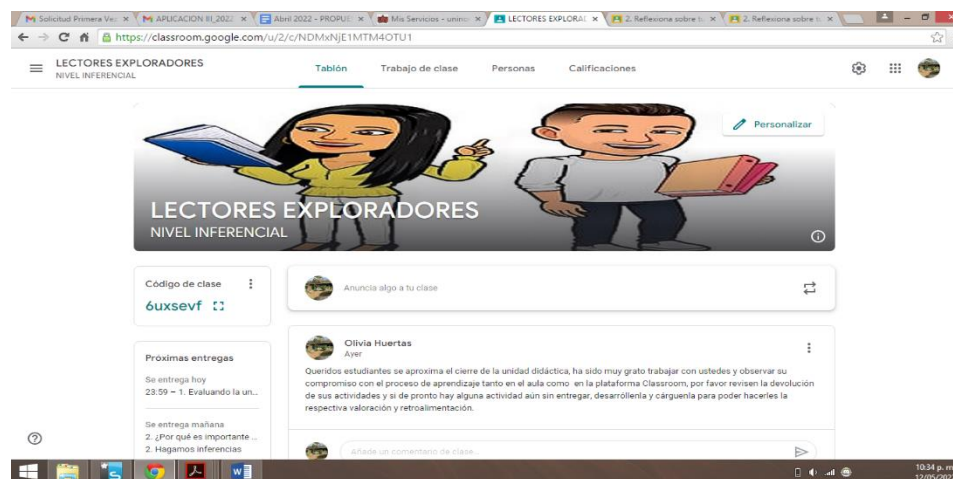 Solicitud Primera Ve
APLICACION III_2022
Abril 2022 - PROPUE
Mis Servicios - unino
LECTORES EXPLORA
2. Reflexiona sobre t
2. Reflexiona sobre t
https://classroom.google.com/u/2/c/NDMxNjE1MTM4OTU1
LECTORES EXPLORADORES
NIVEL INFERENCIAL
Tablón
Trabajo de clase
Personas
Calificaciones
Personalizar
LECTORES EXPLORADORES
NIVEL INFERENCIAL
Código de clase
6uxsevf
Próximas entregas
Se entrega hoy
23:59 – 1. Evaluando la un...
Se entrega mañana
2. ¿Por qué es importante ...
2. Hagamos inferencias
Anuncia algo a tu clase
Olivia Huertas
Ayer
Queridos estudiantes se aproxima el cierre de la unidad didáctica, ha sido muy grato trabajar con ustedes y observar su
compromiso con el proceso de aprendizaje tanto en el aula como en la plataforma Classroom, por favor revisen la devolución
de sus actividades y si de pronto hay alguna actividad aún sin entregar, desarróllenla y cárguenla para poder hacerles la
respectiva valoración y retroalimentación.
Añade un comentario de clase...
10:34 p. m.
12/05/202